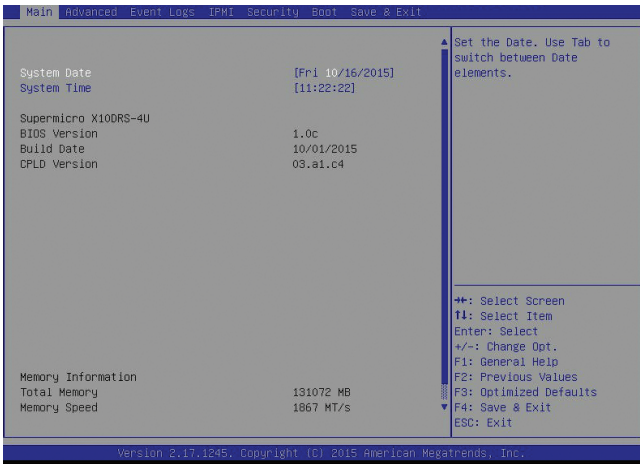 Main Advanced Event Logs IPMI Security Boot Save & Exit
System Date [Fri 10/16/2015]
System Time [11:22:22]
Supermicro X10DRS-4U
BIOS Version 1.0c
Build Date 10/01/2015
CPLD Version 03.a1.c4
Memory Information
Total Memory 131072 MB
Memory Speed 1867 MT/s
Set the Date. Use Tab to
switch between Date
elements.
→←: Select Screen
↑↓: Select Item
Enter: Select
+/-: Change Opt.
F1: General Help
F2: Previous Values
F3: Optimized Defaults
F4: Save & Exit
ESC: Exit
Version 2.17.1245. Copyright (C) 2015 American Megatrends, Inc.